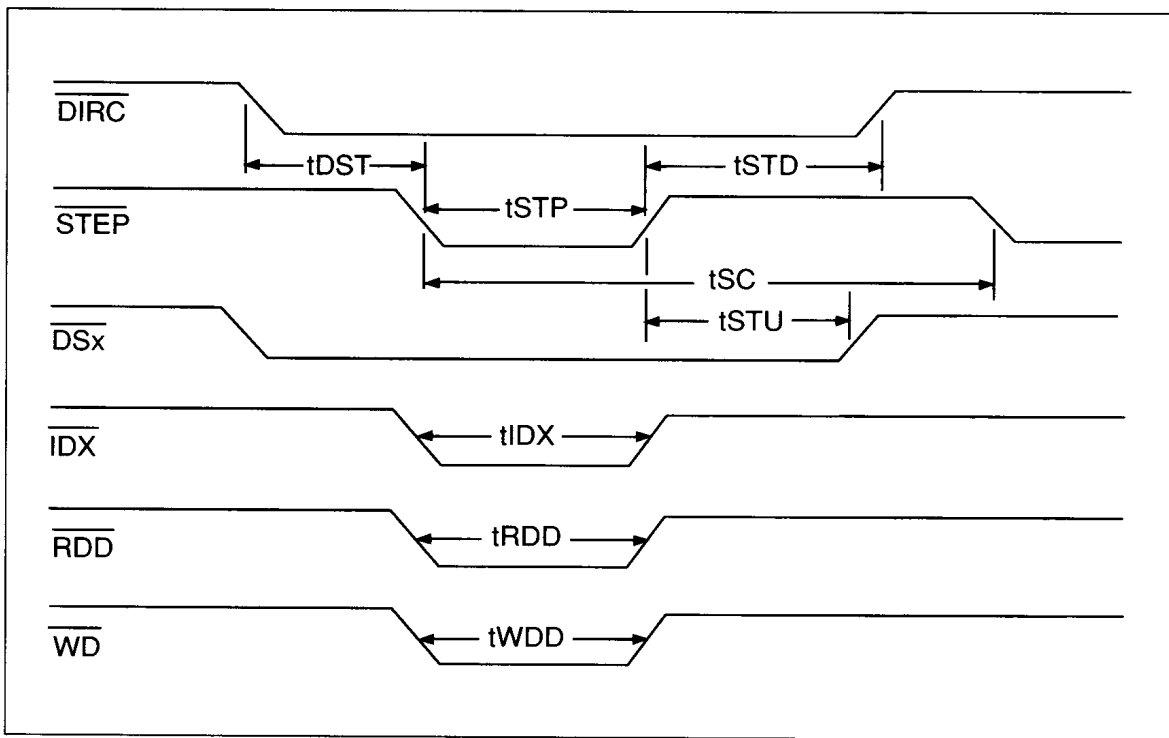 DIRC
tDST
tSTD
tSTP
STEP
tSC
tSTU
DSx
tIDX
IDX
tRDD
RDD
tWDD
WD